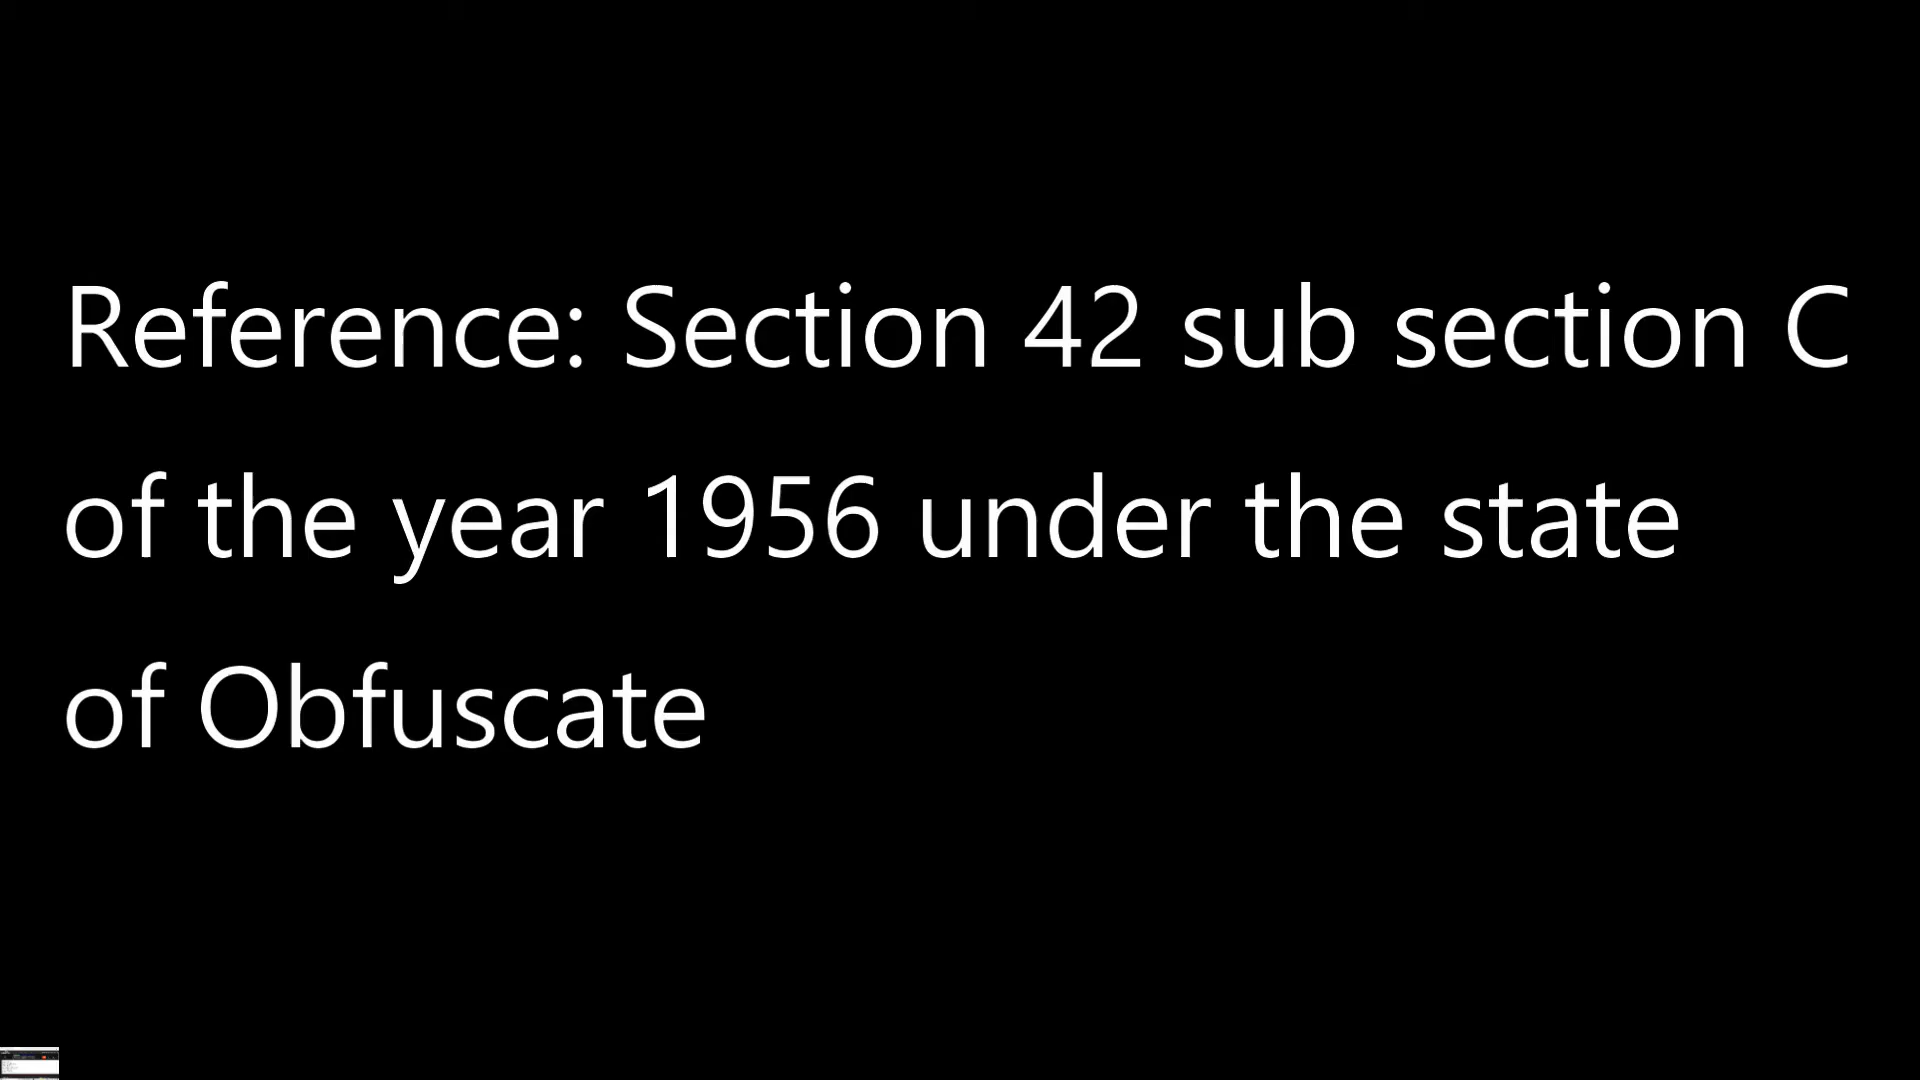 Reference: Section 42 sub section C
of the year 1956 under the state
of Obfuscate